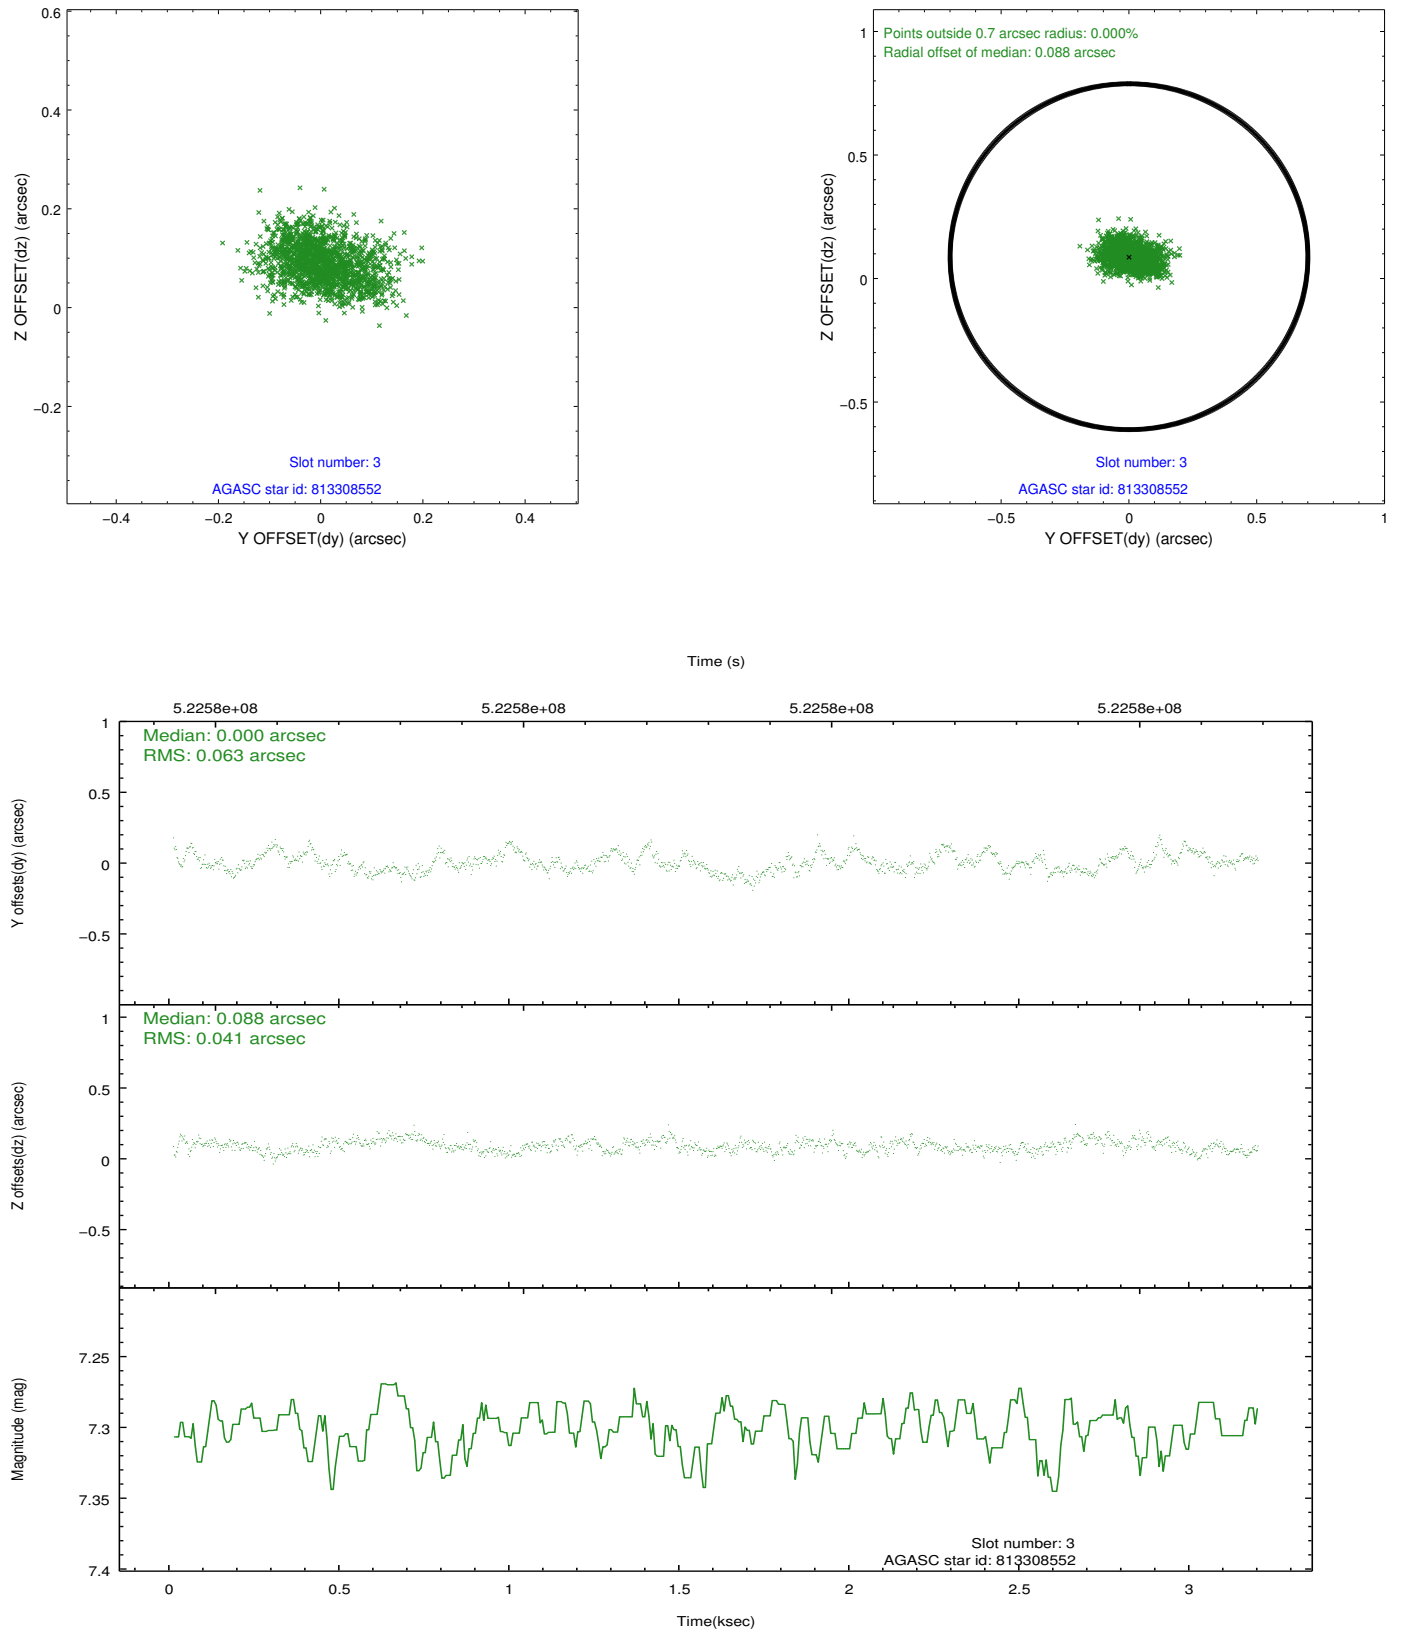 0.6
0.4
0.2
0
−0.2
Z OFFSET(dz) (arcsec)
Slot number: 3
AGASC star id: 813308552
−0.4 −0.2 0 0.2 0.4
Y OFFSET(dy) (arcsec)
Points outside 0.7 arcsec radius: 0.000%
Radial offset of median: 0.088 arcsec
1
0.5
0
−0.5
Z OFFSET(dz) (arcsec)
Slot number: 3
AGASC star id: 813308552
−0.5 0 0.5 1
Y OFFSET(dy) (arcsec)
Time (s)
5.2258e+08 5.2258e+08 5.2258e+08 5.2258e+08
Median: 0.000 arcsec
RMS: 0.063 arcsec
1
0.5
0
−0.5
Y offsets(dy) (arcsec)
Median: 0.088 arcsec
RMS: 0.041 arcsec
1
0.5
0
−0.5
Z offsets(dz) (arcsec)
7.25
7.3
7.35
7.4
Magnitude (mag)
Slot number: 3
AGASC star id: 813308552
0 0.5 1 1.5 2 2.5 3
Time(ksec)